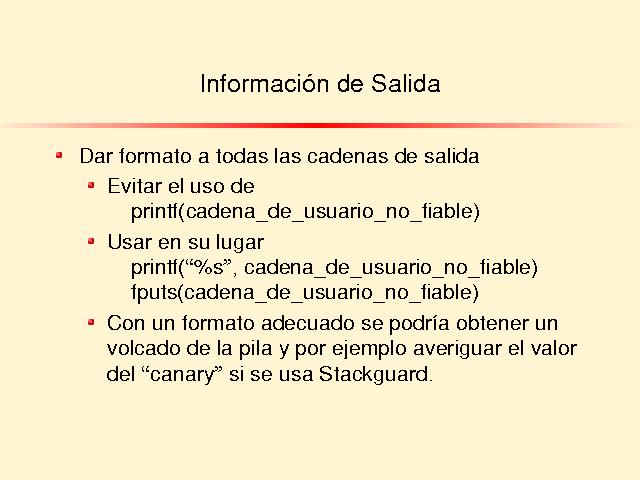 Información de Salida
Dar formato a todas las cadenas de salida
Evitar el uso de
printf(cadena_de_usuario_no_fiable)
Usar en su lugar
printf(“%s”, cadena_de_usuario_no_fiable)
fputs(cadena_de_usuario_no_fiable)
Con un formato adecuado se podría obtener un
volcado de la pila y por ejemplo averiguar el valor
del “canary” si se usa Stackguard.